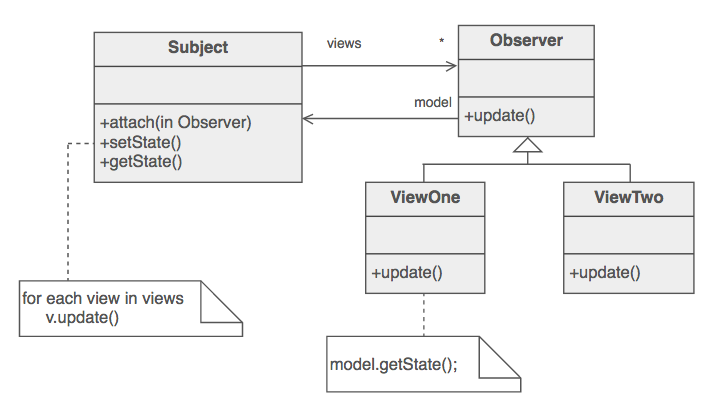 Subject
+attach(in Observer)
+setState()
+getState()
views
*
model
Observer
+update()
ViewOne
+update()
ViewTwo
+update()
for each view in views
v.update()
model.getState();